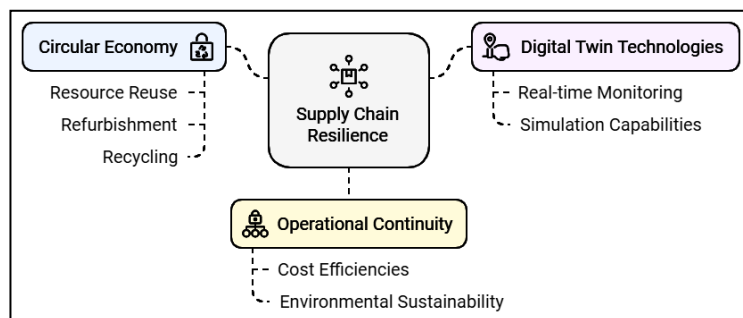 Circular Economy
Resource Reuse
Refurbishment
Recycling
Supply Chain
Resilience
Digital Twin Technologies
Real-time Monitoring
Simulation Capabilities
Operational Continuity
Cost Efficiencies
Environmental Sustainability